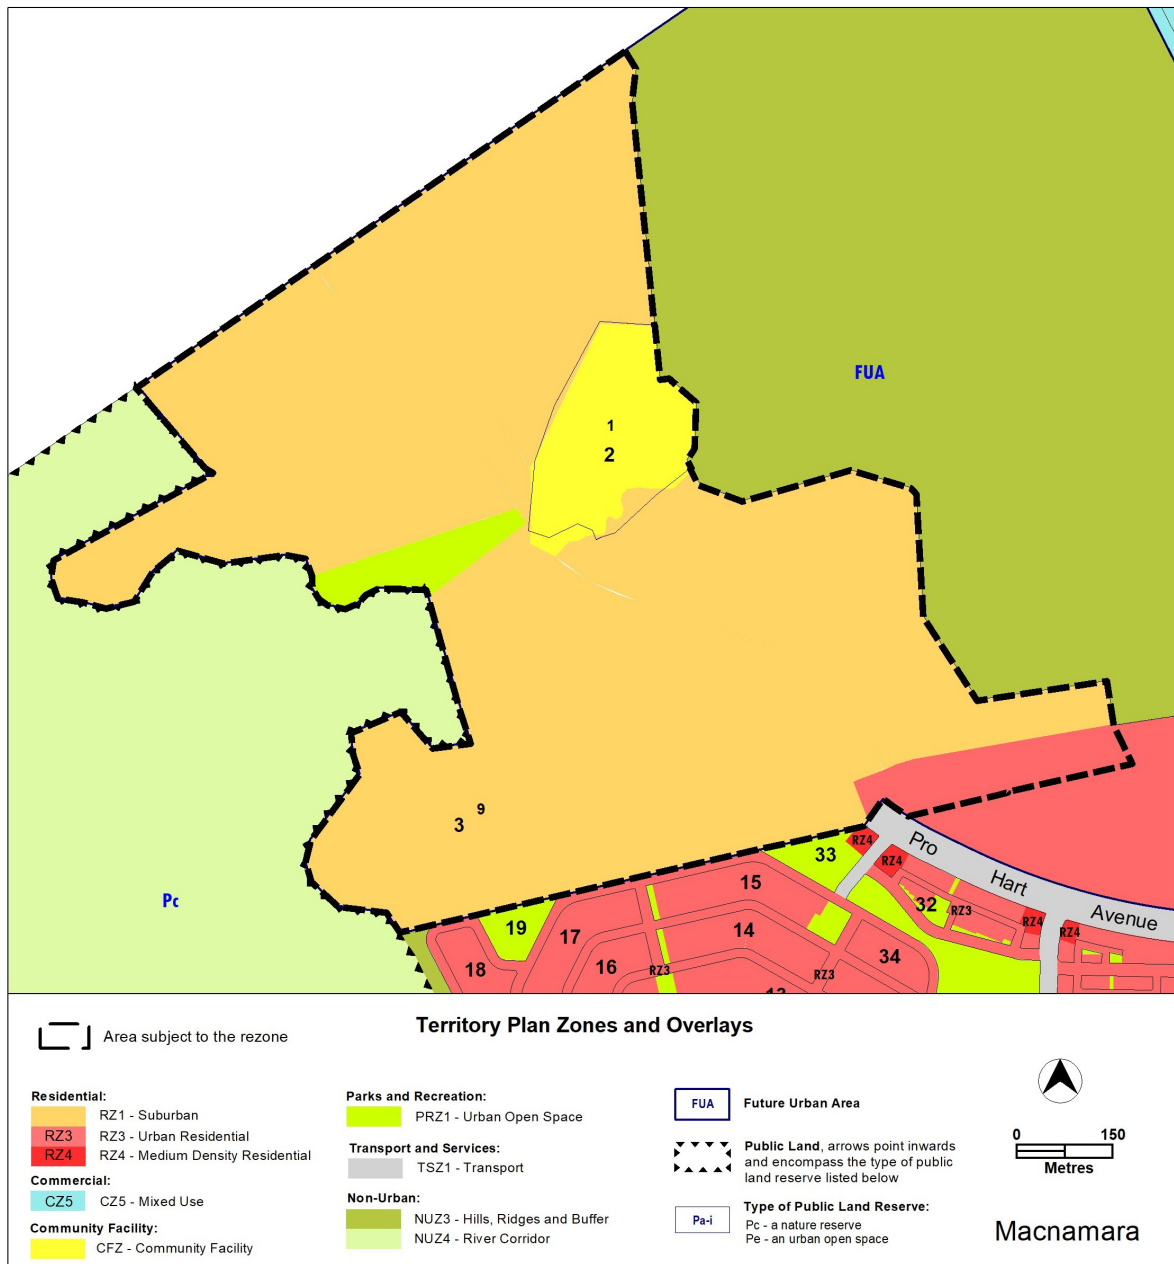 FUA
1
2
9
3
Pc
33
RZ4
Pro
RZ4
Hart
Avenue
15
32
RZ3
RZ4
RZ4
19
17
14
34
18
16
RZ3
RZ3
Territory Plan Zones and Overlays
Area subject to the rezone
Residential:
RZ1 - Suburban
RZ3 RZ3 - Urban Residential
RZ4 RZ4 - Medium Density Residential
Commercial:
CZ5 CZ5 - Mixed Use
Community Facility:
CFZ - Community Facility
Parks and Recreation:
PRZ1 - Urban Open Space
Transport and Services:
TSZ1 - Transport
Non-Urban:
NUZ3 - Hills, Ridges and Buffer
NUZ4 - River Corridor
FUA Future Urban Area
Public Land, arrows point inwards
and encompass the type of public
land reserve listed below
Type of Public Land Reserve:
Pa-i
Pc - a nature reserve
Pe - an urban open space
0 150
Metres
Macnamara